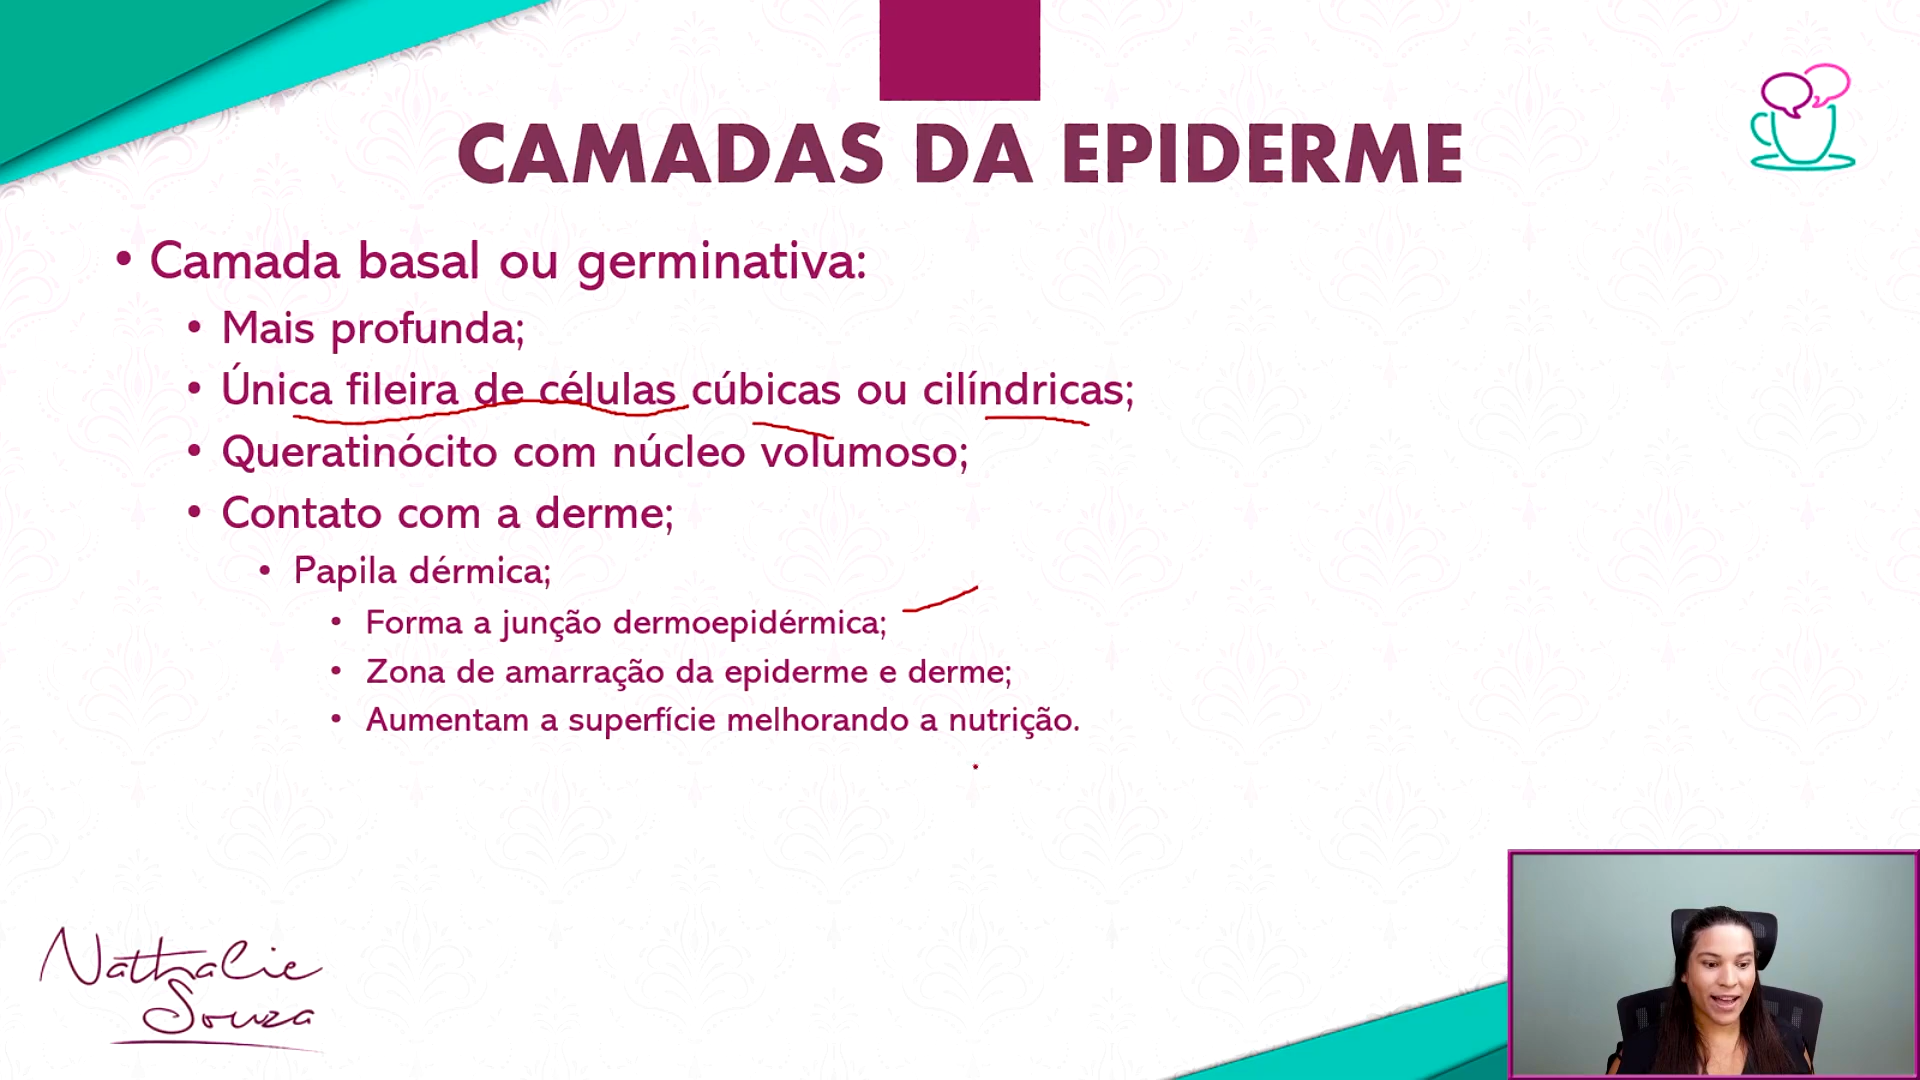 CAMADAS DA EPIDERME
• Camada basal ou germinativa:
• Mais profunda;
• Única fileira de células cúbicas ou cilíndricas;
• Queratinócito com núcleo volumoso;
• Contato com a derme;
• Papila dérmica;
• Forma a junção dermoepidérmica;
• Zona de amarração da epiderme e derme;
• Aumentam a superfície melhorando a nutrição.
Nathalie
Souza